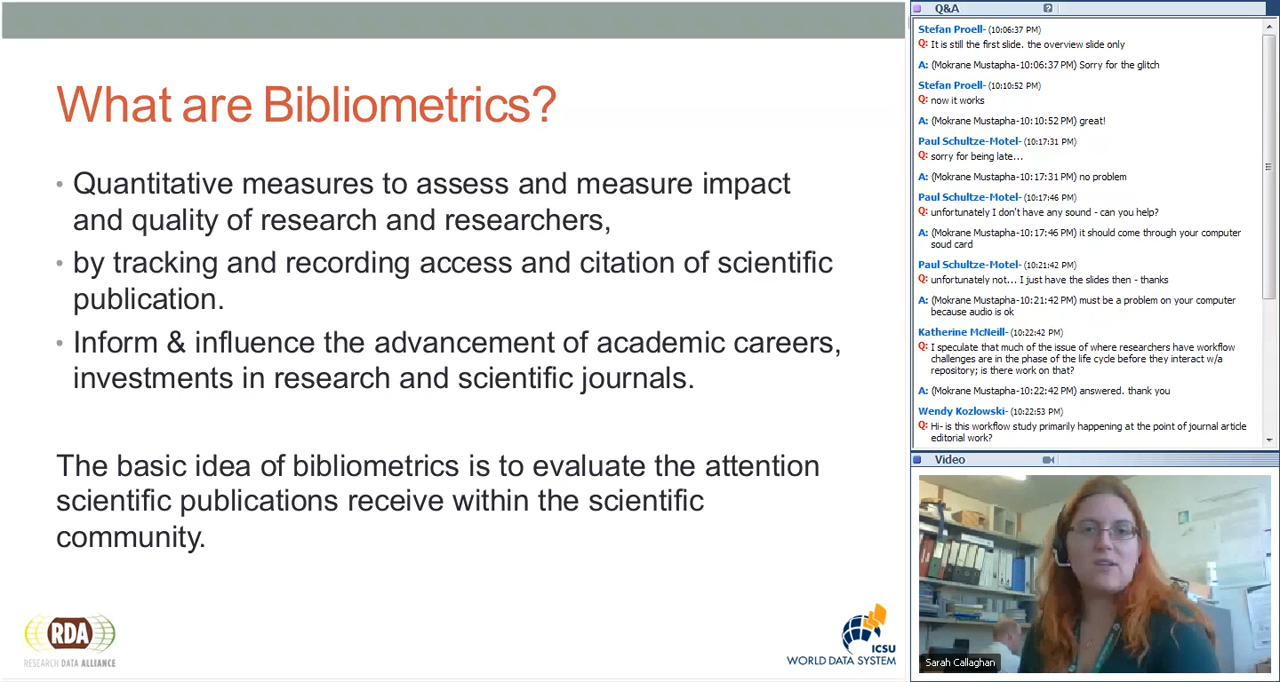 What are Bibliometrics?
• Quantitative measures to assess and measure impact
and quality of research and researchers,
• by tracking and recording access and citation of scientific
publication.
• Inform & influence the advancement of academic careers,
investments in research and scientific journals.
The basic idea of bibliometrics is to evaluate the attention
scientific publications receive within the scientific
community.
RDA
RESEARCH DATA ALLIANCE
ICSU
WORLD DATA SYSTEM
Q&A
Stefan Proell- (10:06:37 PM)
Q: It is still the first slide. the overview slide only
A: (Mokrane Mustapha-10:06:37 PM) Sorry for the glitch
Stefan Proell- (10:10:52 PM)
Q: now it works
A: (Mokrane Mustapha-10:10:52 PM) great!
Paul Schultze-Motel- (10:17:31 PM)
Q: sorry for being late...
A: (Mokrane Mustapha-10:17:31 PM) no problem
Paul Schultze-Motel- (10:17:46 PM)
Q: unfortunately I don't have any sound - can you help?
A: (Mokrane Mustapha-10:17:46 PM) it should come through your computer
soud card
Paul Schultze-Motel- (10:21:42 PM)
Q: unfortunately not... I just have the slides then - thanks
A: (Mokrane Mustapha-10:21:42 PM) must be a problem on your computer
because audio is ok
Katherine McNeill- (10:22:42 PM)
Q: I speculate that much of the issue of where researchers have workflow
challenges are in the phase of the life cycle before they interact w/a
repository; is there work on that?
A: (Mokrane Mustapha-10:22:42 PM) answered. thank you
Wendy Kozlowski- (10:22:53 PM)
Q: Hi- is this workflow study primarily happening at the point of journal article
editorial work?
Video
Sarah Callaghan